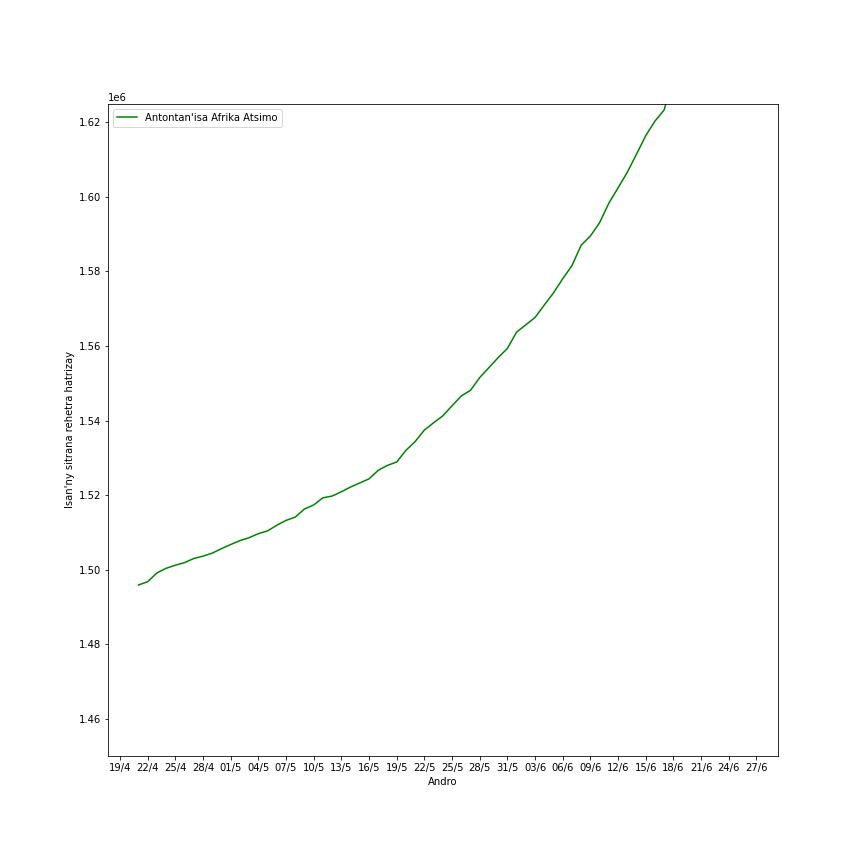 1e6
Antontan'isa Afrika Atsimo
1.62
1.60
1.58
1.56
1.54
1.52
1.50
1.48
1.46
Isan'ny sitrana rehetra hatrizay
19/4 22/4 25/4 28/4 01/5 04/5 07/5 10/5 13/5 16/5 19/5 22/5 25/5 28/5 31/5 03/6 06/6 09/6 12/6 15/6 18/6 21/6 24/6 27/6
Andro